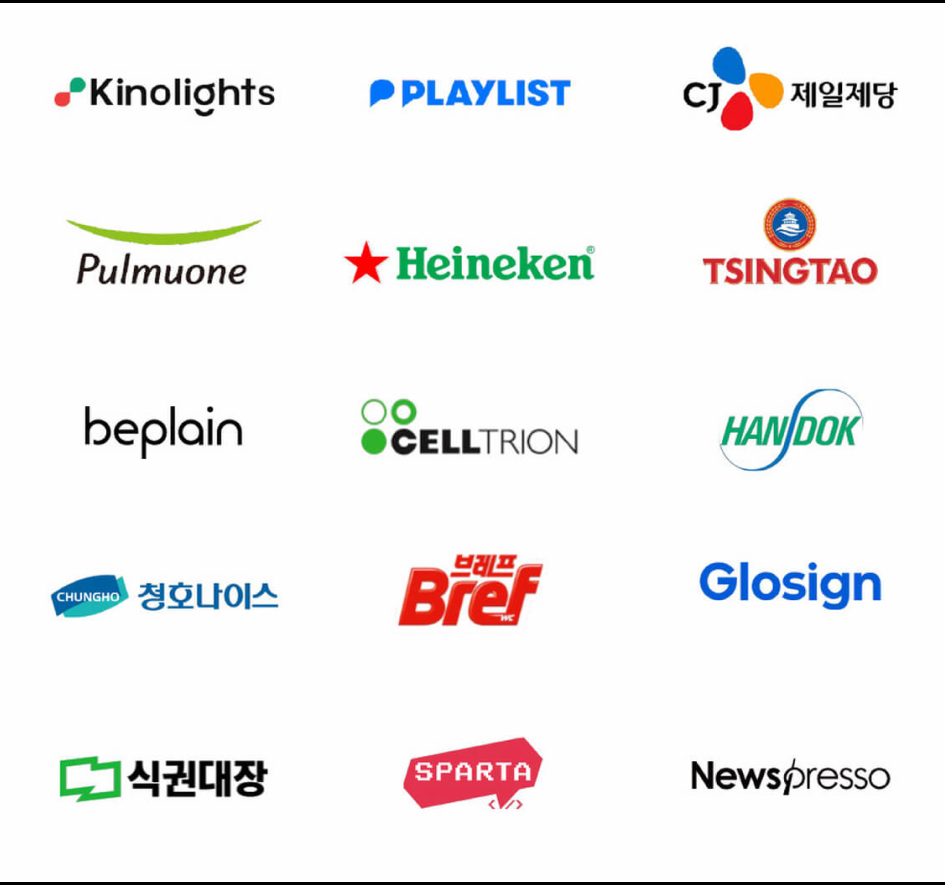 Kinolights
PLAYLIST
CJ 제일제당
Pulmuone
Heineken®
TSINGTAO
beplain
CELLTRION
HANDOK
CHUNGHO 청호나이스
브레프
Bref
WC
Glosign
식권대장
SPARTA
</>
Newspresso